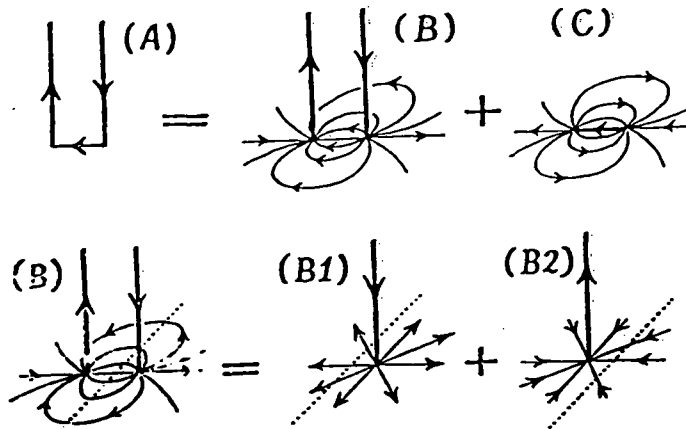 (A) = (B) + (C)
(B) = (B1) + (B2)